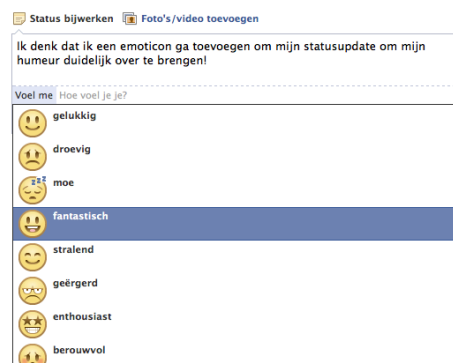 Status bijwerken Foto's/video toevoegen
Ik denk dat ik een emoticon ga toevoegen om mijn statusupdate om mijn
humeur duidelijk over te brengen!
Voel me Hoe voel je je?
gelukkig
droevig
moe
fantastisch
stralend
geërgerd
enthousiast
berouwvol